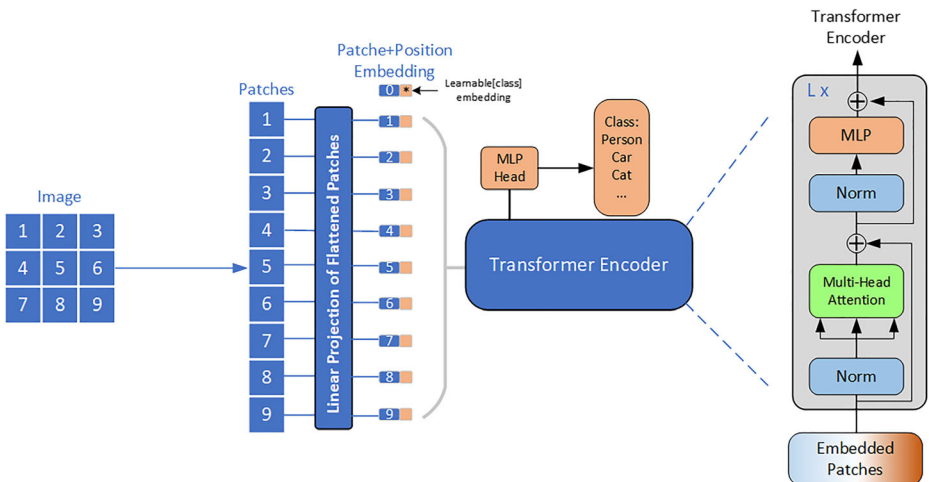 Image
1 2 3
4 5 6
7 8 9
Patches
1
2
3
4
5
6
7
8
9
Linear Projection of Flattened Patches
Patche+Position
Embedding
0 *
Learnable[class]
embedding
1
2
3
4
5
6
7
8
9
MLP
Head
Class:
Person
Car
Cat
...
Transformer Encoder
Transformer
Encoder
L x
+
MLP
Norm
+
Multi-Head
Attention
Norm
Embedded
Patches